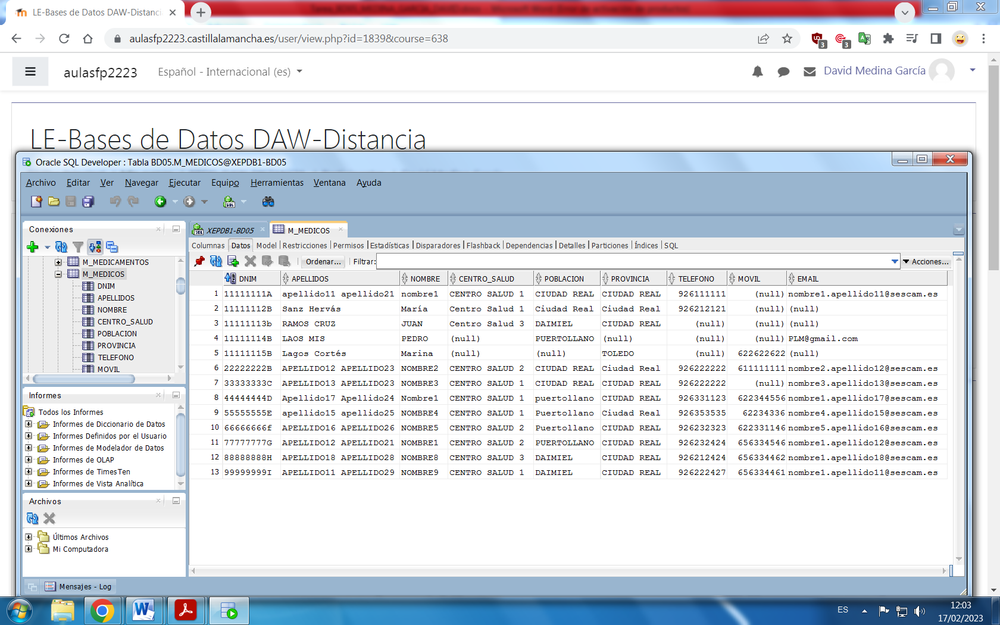 LE-Bases de Datos DAW-Distancia
aulasfp2223.castillalamancha.es/user/view.php?id=1839&course=638
3
3
aulasfp2223
Español - Internacional (es)
David Medina García
LE-Bases de Datos DAW-Distancia
Oracle SQL Developer : Tabla BD05.M_MEDICOS@XEPDB1-BD05
Archivo Editar Ver Navegar Ejecutar Equipo Herramientas Ventana Ayuda
Conexiones
M_MEDICAMENTOS
M_MEDICOS
DNIM
APELLIDOS
NOMBRE
CENTRO_SALUD
POBLACION
PROVINCIA
TELEFONO
MOVIL
Informes
Todos los Informes
Informes de Diccionario de Datos
Informes Definidos por el Usuario
Informes de Modelador de Datos
Informes de OLAP
Informes de TimesTen
Informes de Vista Analítica
Archivos
Últimos Archivos
Mi Computadora
XEPDB1-BD05 M_MEDICOS
Columnas Datos Model Restricciones Permisos Estadísticas Disparadores Flashback Dependencias Detalles Particiones Índices SQL
Ordenar... Filtrar: Acciones...
DNIM APELLIDOS NOMBRE CENTRO_SALUD POBLACION PROVINCIA TELEFONO MOVIL EMAIL
1 11111111A apellido11 apellido21 nombre1 CENTRO SALUD 1 CIUDAD REAL CIUDAD REAL 926111111 (null) nombre1.apellido11@sescam.es
2 11111112B Sanz Hervás María Centro Salud 1 Ciudad Real Ciudad Real 926212121 (null) (null)
3 11111113b RAMOS CRUZ JUAN Centro Salud 3 DAIMIEL CIUDAD REAL (null) (null) (null)
4 11111114B LAOS MIS PEDRO (null) PUERTOLLANO (null) (null) (null) PLM@gmail.com
5 11111115B Lagos Cortés Marina (null) (null) TOLEDO (null) 622622622 (null)
6 22222222B APELLIDO12 APELLIDO23 NOMBRE2 CENTRO SALUD 2 CIUDAD REAL Ciudad Real 926222222 611111111 nombre2.apellido12@sescam.es
7 33333333C APELLIDO13 APELLIDO23 NOMBRE3 CENTRO SALUD 1 CIUDAD REAL CIUDAD REAL 926222222 (null) nombre3.apellido13@sescam.es
8 44444444D Apellido17 Apellido24 Nombre1 CENTRO SALUD 1 puertollano CIUDAD REAL 926331123 622344556 nombre1.apellido17@sescam.es
9 55555555E apellido15 apellido25 NOMBRE4 CENTRO SALUD 1 Puertollano Ciudad Real 926353535 62234336 nombre4.apellido15@sescam.es
10 66666666f APELLIDO16 APELLIDO26 NOMBRE5 CENTRO SALUD 2 Puertollano CIUDAD REAL 926232323 622331146 nombre5.apellido16@sescam.es
11 77777777G APELLIDO12 APELLIDO21 NOMBRE1 CENTRO SALUD 2 PUERTOLLANO CIUDAD REAL 926232424 656334546 nombre1.apellido12@sescam.es
12 88888888H APELLIDO18 APELLIDO28 NOMBRE8 CENTRO SALUD 3 DAIMIEL CIUDAD REAL 926212424 656334462 nombre1.apellido18@sescam.es
13 99999999I APELLIDO11 APELLIDO29 NOMBRE9 CENTRO SALUD 1 DAIMIEL CIUDAD REAL 926222427 656334461 nombre1.apellido11@sescam.es
Mensajes - Log
ES
12:03
17/02/2023